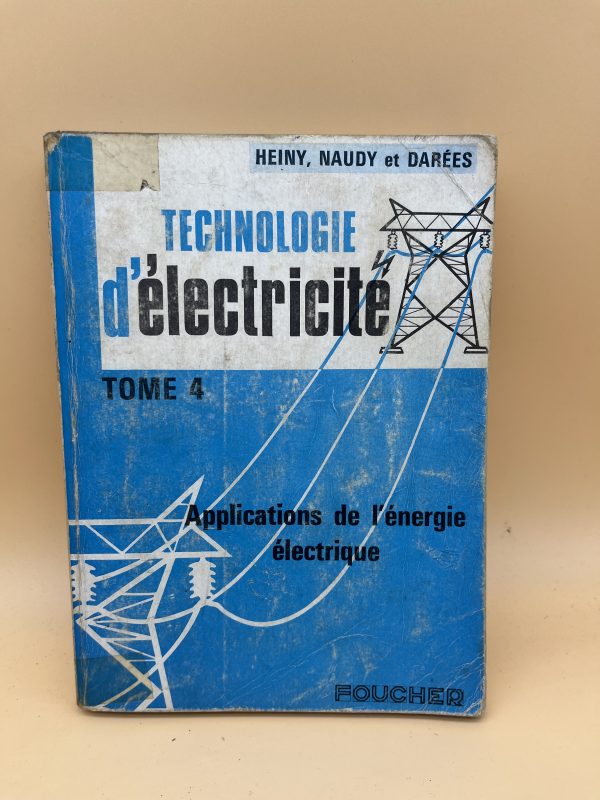 HEINY, NAUDY et DARÉES
TECHNOLOGIE
d'électricité
TOME 4
Applications de l'énergie
électrique
FOUCHER